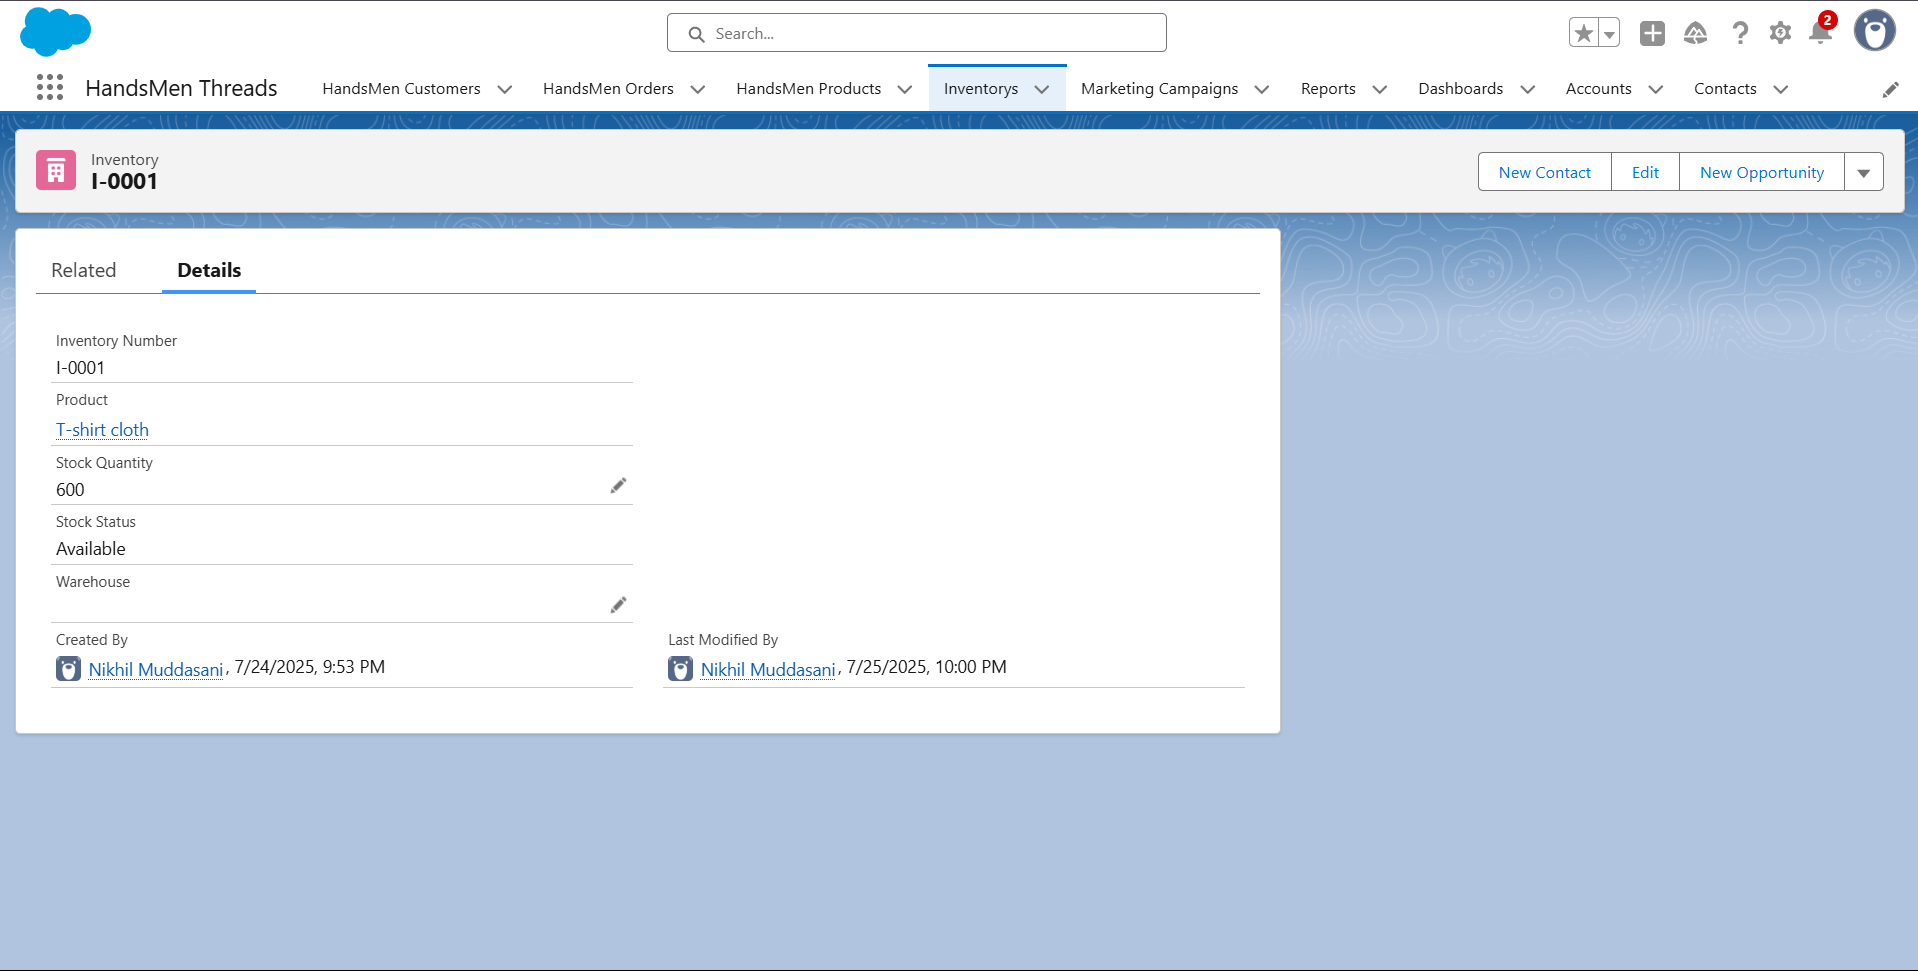 Search...
2
HandsMen Threads
HandsMen Customers
HandsMen Orders
HandsMen Products
Inventorys
Marketing Campaigns
Reports
Dashboards
Accounts
Contacts
Inventory
I-0001
New Contact
Edit
New Opportunity
Related
Details
Inventory Number
I-0001
Product
T-shirt cloth
Stock Quantity
600
Stock Status
Available
Warehouse
Created By
Nikhil Muddasani, 7/24/2025, 9:53 PM
Last Modified By
Nikhil Muddasani, 7/25/2025, 10:00 PM